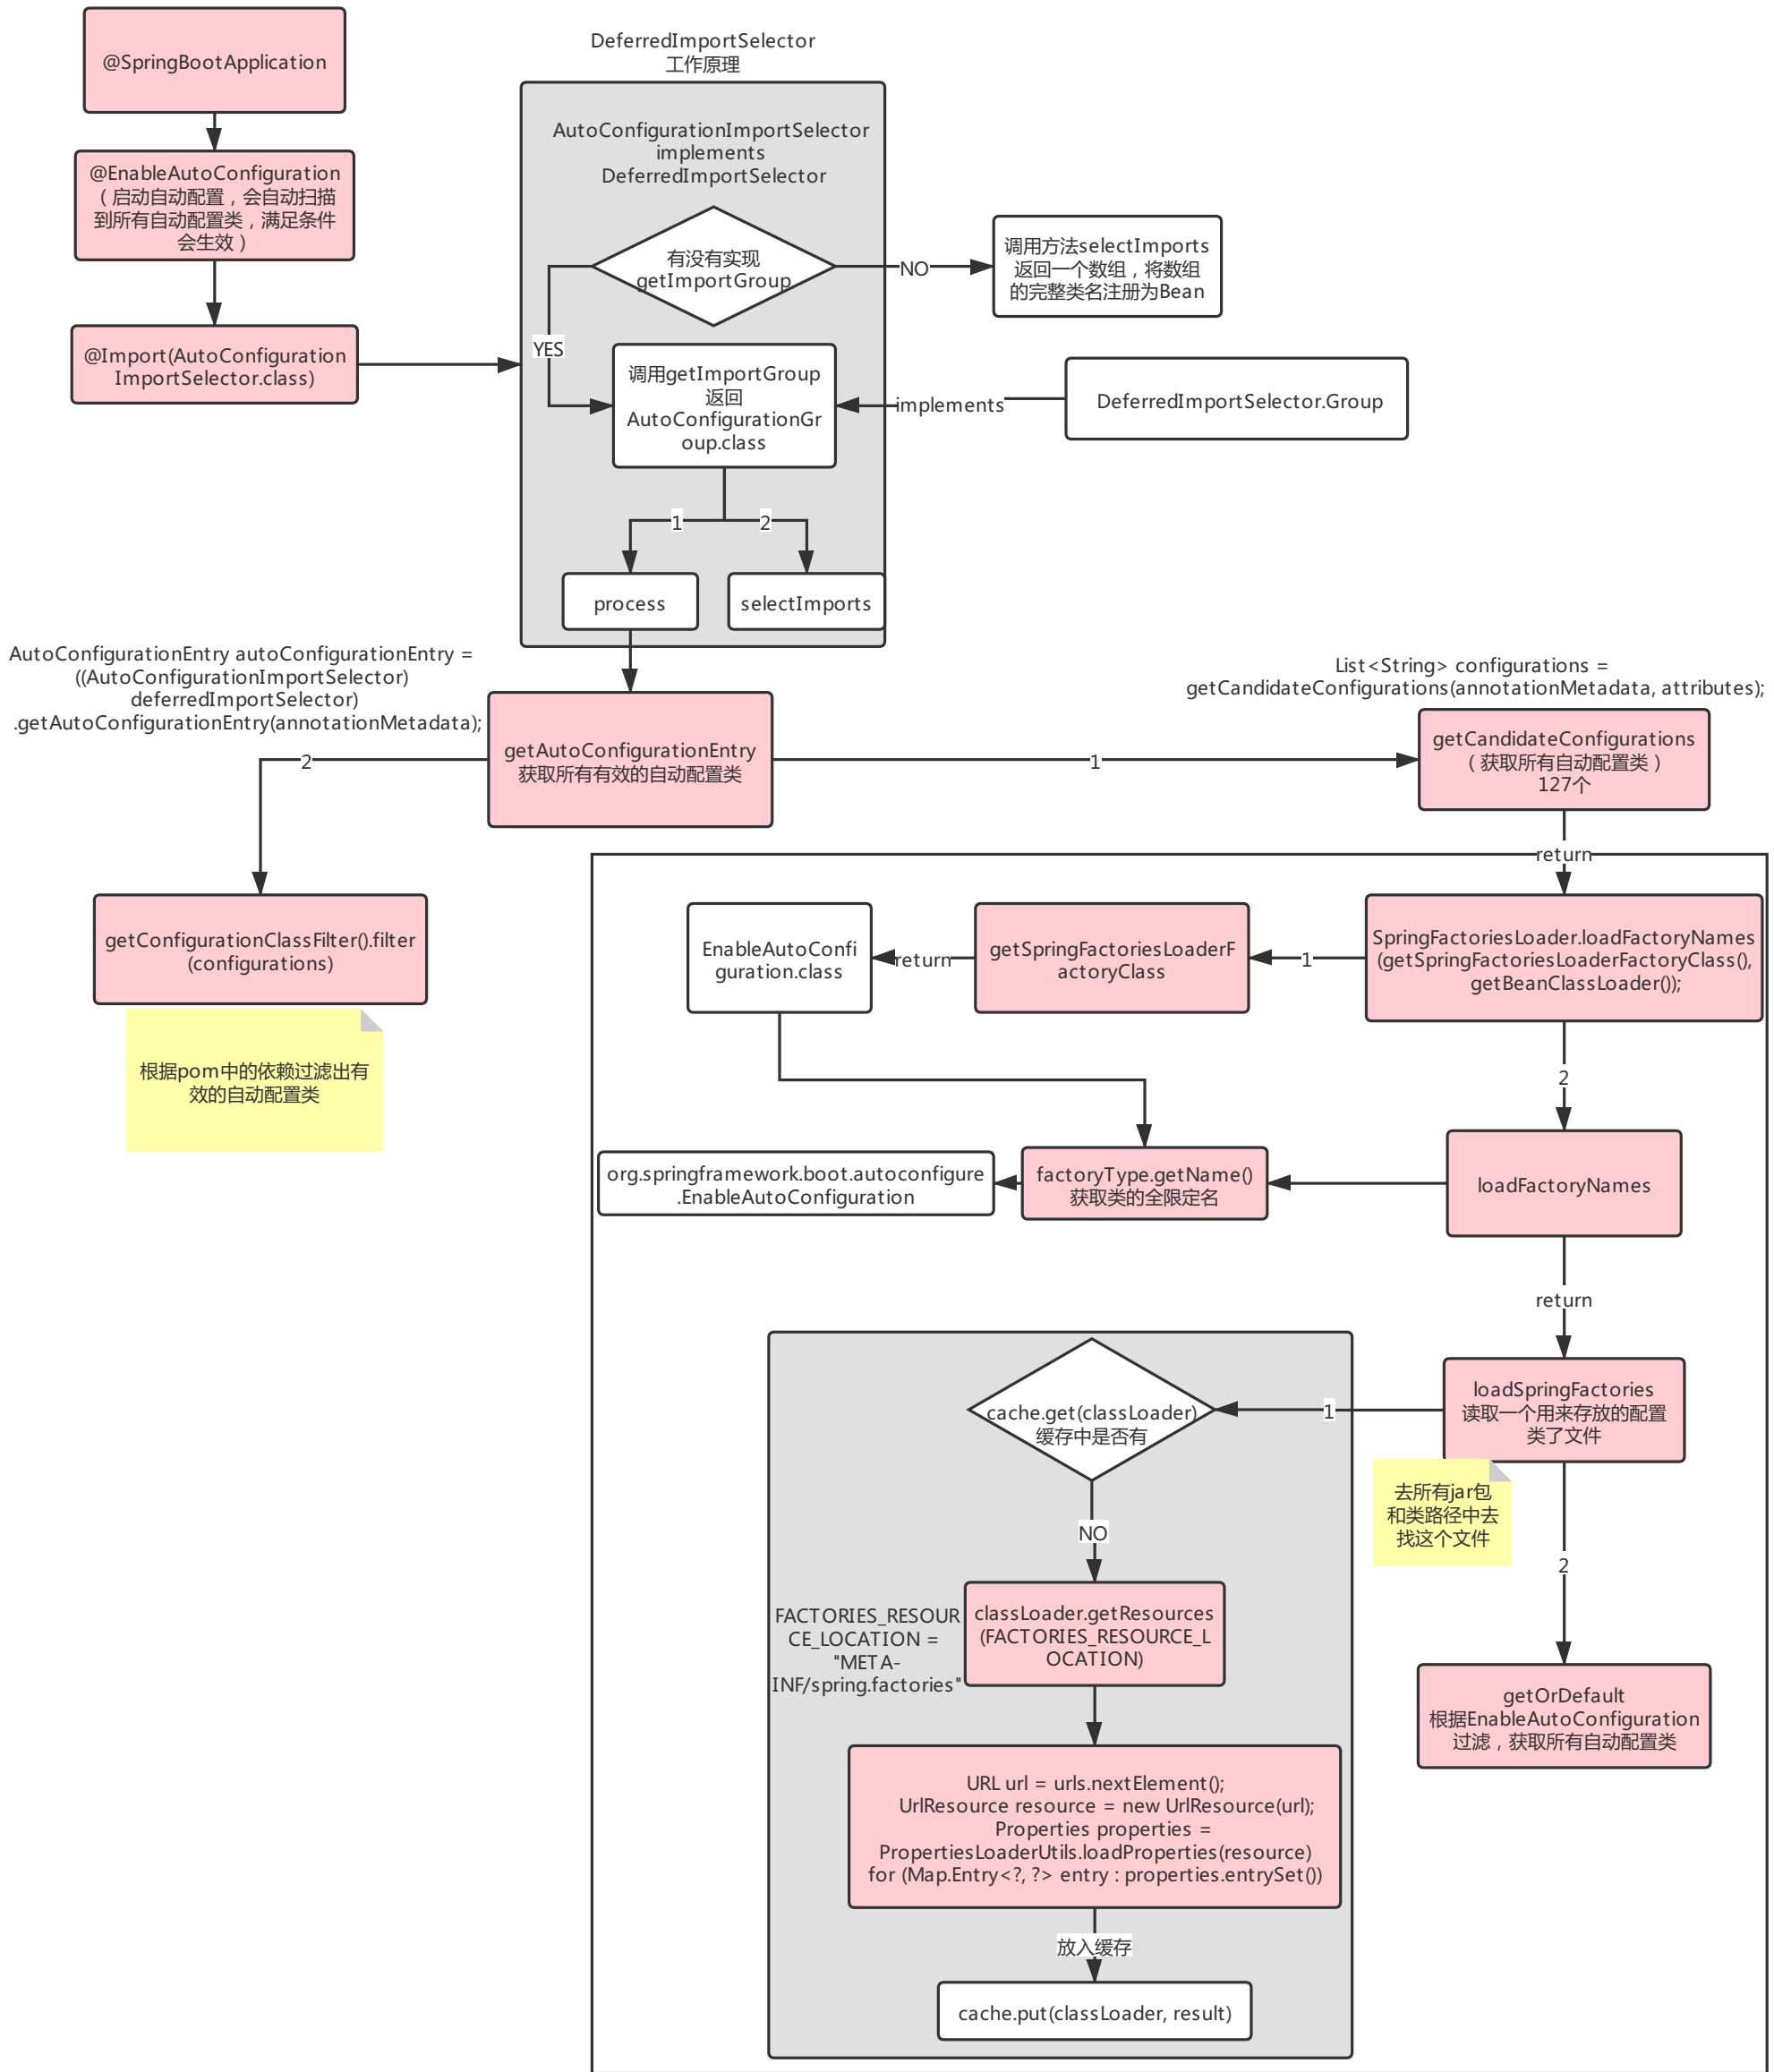 @SpringBootApplication
@EnableAutoConfiguration
（启动自动配置，会自动扫描
到所有自动配置类，满足条件
会生效）
@Import(AutoConfiguration
ImportSelector.class)
DeferredImportSelector
工作原理
AutoConfigurationImportSelector
implements
DeferredImportSelector
有没有实现
getImportGroup
NO
调用方法selectImports
返回一个数组，将数组
的完整类名注册为Bean
YES
调用getImportGroup
返回
AutoConfigurationGr
oup.class
implements
DeferredImportSelector.Group
1
2
process
selectImports
AutoConfigurationEntry autoConfigurationEntry =
((AutoConfigurationImportSelector)
deferredImportSelector)
.getAutoConfigurationEntry(annotationMetadata);
getAutoConfigurationEntry
获取所有有效的自动配置类
2
1
List<String> configurations =
getCandidateConfigurations(annotationMetadata, attributes);
getCandidateConfigurations
（获取所有自动配置类）
127个
return
getConfigurationClassFilter().filter
(configurations)
根据pom中的依赖过滤出有
效的自动配置类
EnableAutoConfi
guration.class
return
getSpringFactoriesLoaderF
actoryClass
1
SpringFactoriesLoader.loadFactoryNames
(getSpringFactoriesLoaderFactoryClass(),
getBeanClassLoader());
2
org.springframework.boot.autoconfigure
.EnableAutoConfiguration
factoryType.getName()
获取类的全限定名
loadFactoryNames
return
cache.get(classLoader)
缓存中是否有
1
loadSpringFactories
读取一个用来存放的配置
类了文件
去所有jar包
和类路径中去
找这个文件
NO
2
FACTORIES_RESOUR
CE_LOCATION =
"META-
INF/spring.factories"
classLoader.getResources
(FACTORIES_RESOURCE_L
OCATION)
getOrDefault
根据EnableAutoConfiguration
过滤，获取所有自动配置类
URL url = urls.nextElement();
UrlResource resource = new UrlResource(url);
Properties properties =
PropertiesLoaderUtils.loadProperties(resource)
for (Map.Entry<?, ?> entry : properties.entrySet())
放入缓存
cache.put(classLoader, result)